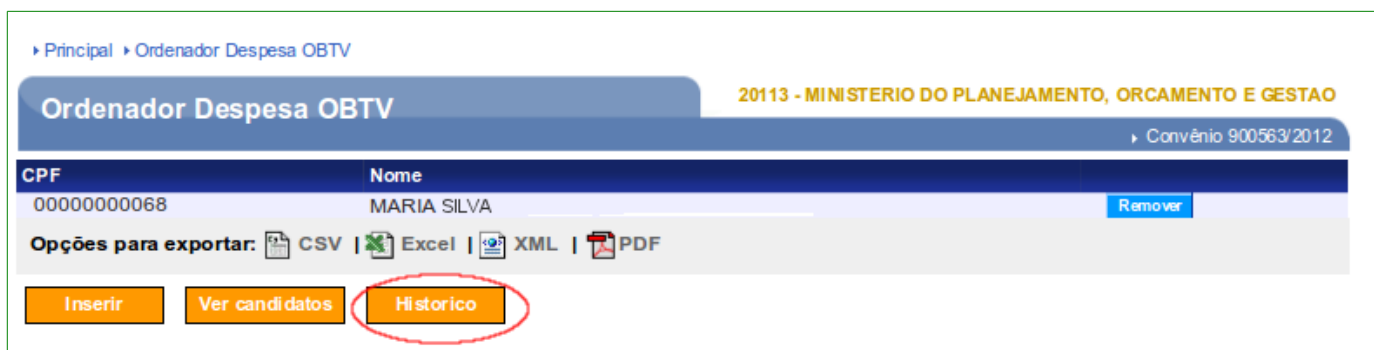 Principal Ordenador Despesa OBTV
Ordenador Despesa OBTV
20113 - MINISTERIO DO PLANEJAMENTO, ORCAMENTO E GESTAO
Convênio 900563/2012
CPF Nome
00000000068 MARIA SILVA Remover
Opções para exportar: CSV | Excel | XML | PDF
Inserir Ver candidatos Historico